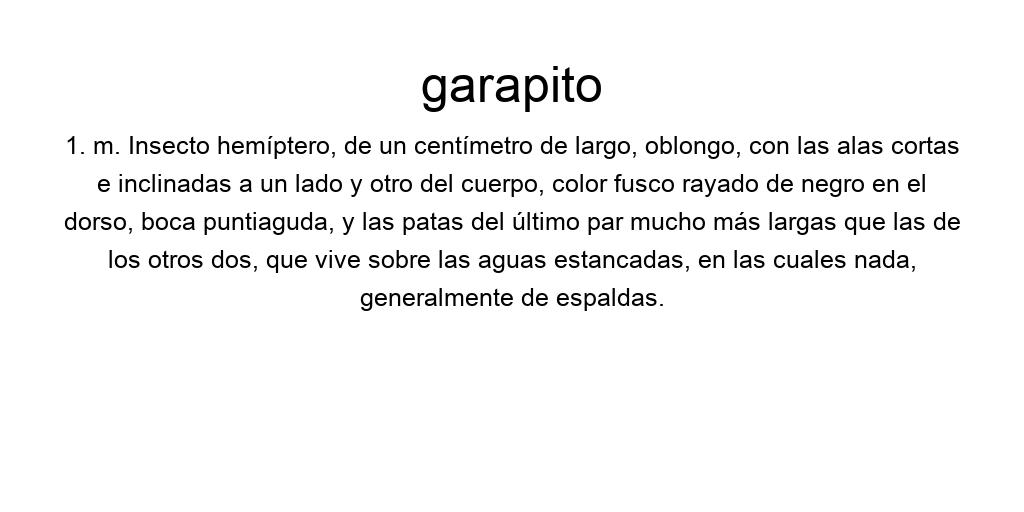 garapito
1. m. Insecto hemíptero, de un centímetro de largo, oblongo, con las alas cortas
e inclinadas a un lado y otro del cuerpo, color fusco rayado de negro en el
dorso, boca puntiaguda, y las patas del último par mucho más largas que las de
los otros dos, que vive sobre las aguas estancadas, en las cuales nada,
generalmente de espaldas.